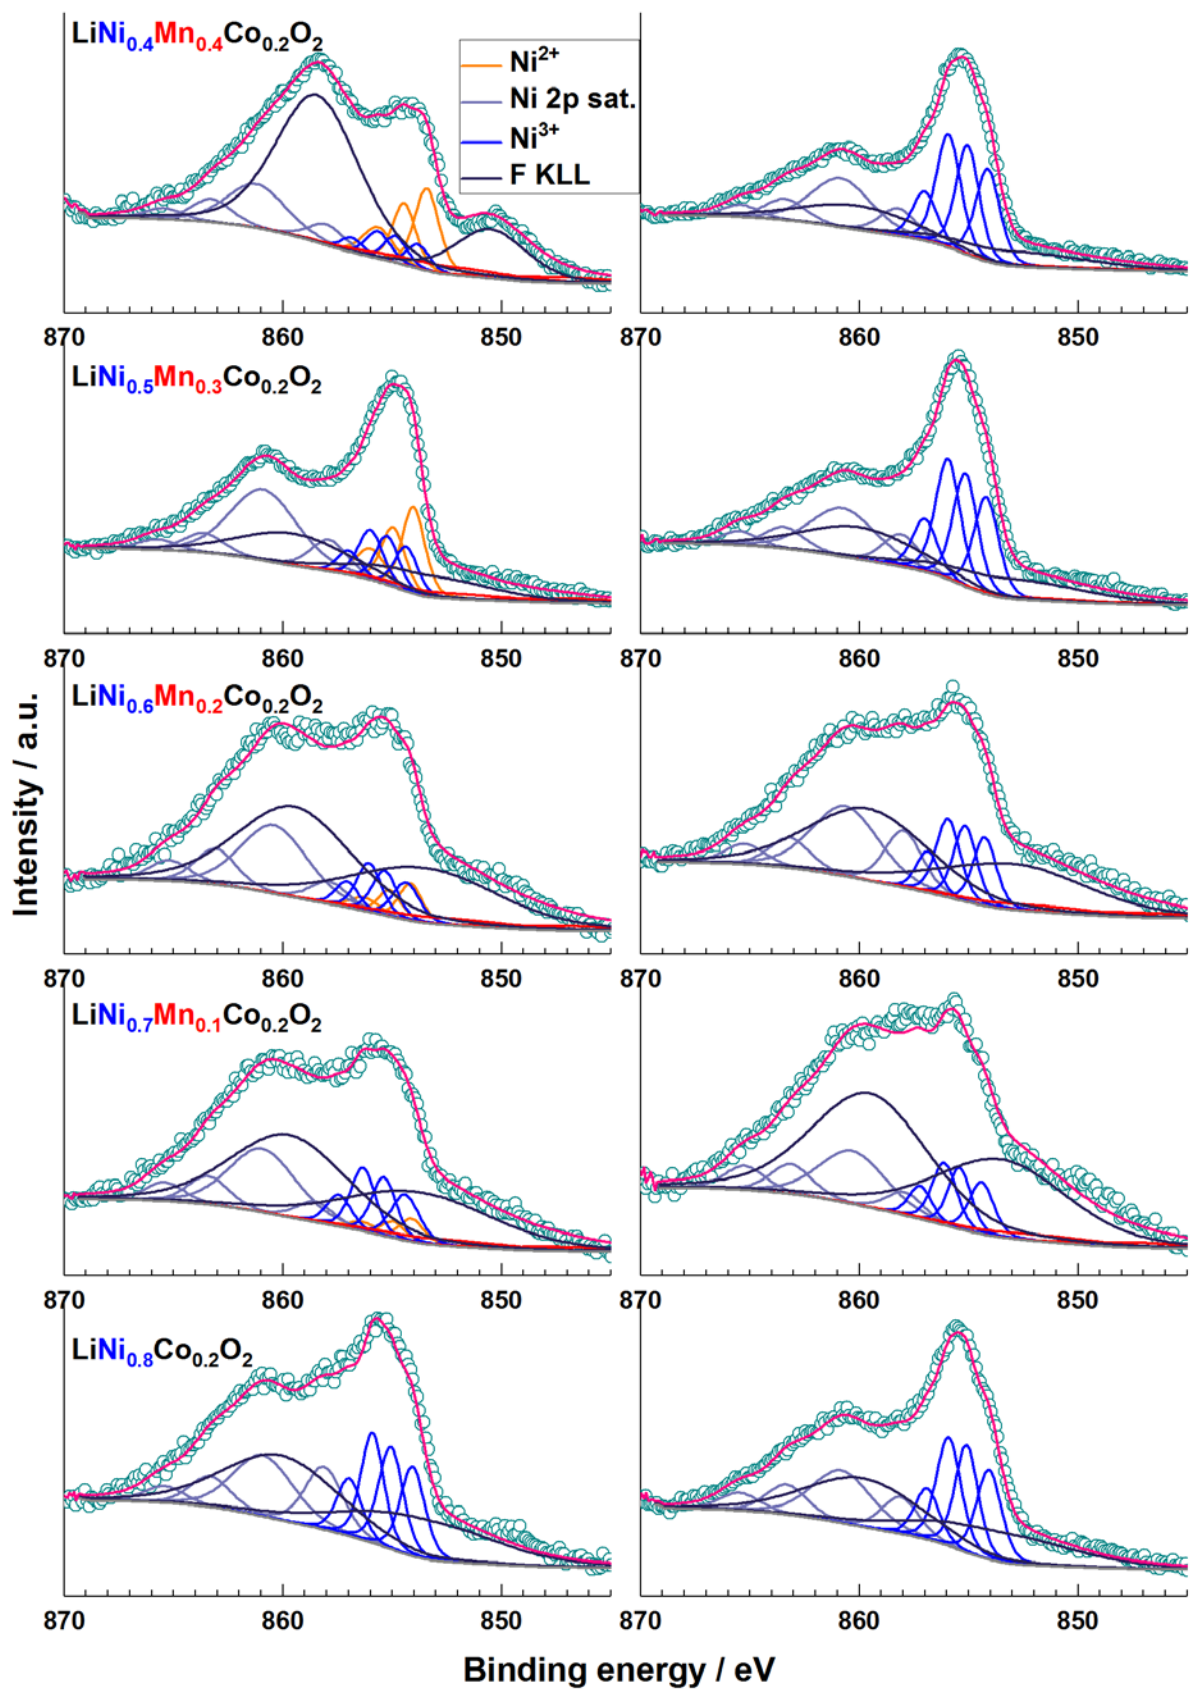 LiNi0.4Mn0.4Co0.2O2
Ni2+
Ni 2p sat.
Ni3+
F KLL
870 860 850 870 860 850
LiNi0.5Mn0.3Co0.2O2
870 860 850 870 860 850
LiNi0.6Mn0.2Co0.2O2
870 860 850 870 860 850
LiNi0.7Mn0.1Co0.2O2
870 860 850 870 860 850
LiNi0.8Co0.2O2
870 860 850 870 860 850
Intensity / a.u.
Binding energy / eV